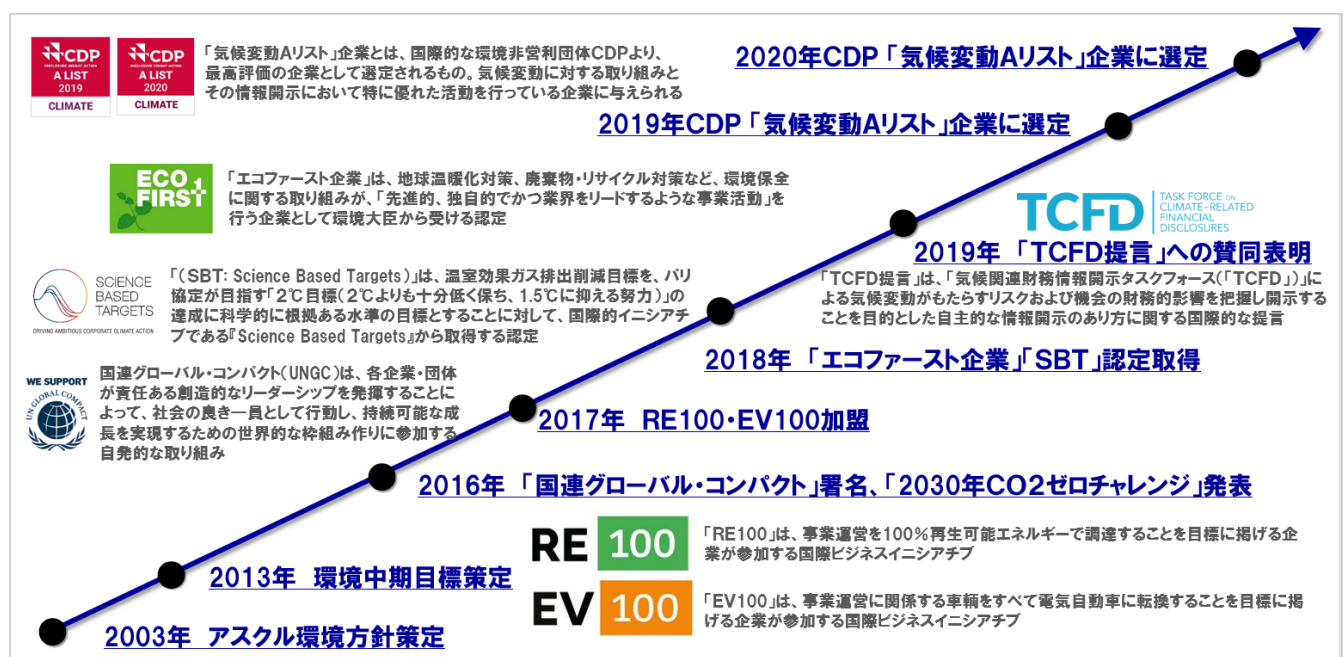 CDP
DISCLOSURE INSIGHT ACTION
A LIST
2019
CLIMATE
CDP
DISCLOSURE INSIGHT ACTION
A LIST
2020
CLIMATE
「気候変動Aリスト」企業とは、国際的な環境非営利団体CDPより、
最高評価の企業として選定されるもの。気候変動に対する取り組みと
その情報開示において特に優れた活動を行っている企業に与えられる
2020年CDP「気候変動Aリスト」企業に選定
2019年CDP「気候変動Aリスト」企業に選定
ECO
FIRST
「エコファースト企業」は、地球温暖化対策、廃棄物・リサイクル対策など、環境保全
に関する取り組みが、「先進的、独自的でかつ業界をリードするような事業活動」を
行う企業として環境大臣から受ける認定
TCFD
TASK FORCE ON
CLIMATE-RELATED
FINANCIAL
DISCLOSURES
2019年 「TCFD提言」への賛同表明
「TCFD提言」は、「気候関連財務情報開示タスクフォース(「TCFD」)」に
よる気候変動がもたらすリスクおよび機会の財務的影響を把握し開示する
ことを目的とした自主的な情報開示のあり方に関する国際的な提言
SCIENCE
BASED
TARGETS
DRIVING AMBITIOUS CORPORATE CLIMATE ACTION
「(SBT: Science Based Targets)」は、温室効果ガス排出削減目標を、パリ
協定が目指す「2℃目標(2℃よりも十分低く保ち、1.5℃に抑える努力)」の
達成に科学的に根拠ある水準の目標とすることに対して、国際的イニシアチ
ブである『Science Based Targets』から取得する認定
2018年 「エコファースト企業」「SBT」認定取得
WE SUPPORT
UN GLOBAL COMPACT
国連グローバル・コンパクト(UNGC)は、各企業・団体
が責任ある創造的なリーダーシップを発揮することに
よって、社会の良き一員として行動し、持続可能な成
長を実現するための世界的な枠組み作りに参加する
自発的な取り組み
2017年 RE100・EV100加盟
2016年 「国連グローバル・コンパクト」署名、「2030年CO2ゼロチャレンジ」発表
RE 100
「RE100」は、事業運営を100%再生可能エネルギーで調達することを目標に掲げる企
業が参加する国際ビジネスイニシアチブ
2013年 環境中期目標策定
EV 100
「EV100」は、事業運営に関係する車輌をすべて電気自動車に転換することを目標に掲
げる企業が参加する国際ビジネスイニシアチブ
2003年 アスクル環境方針策定